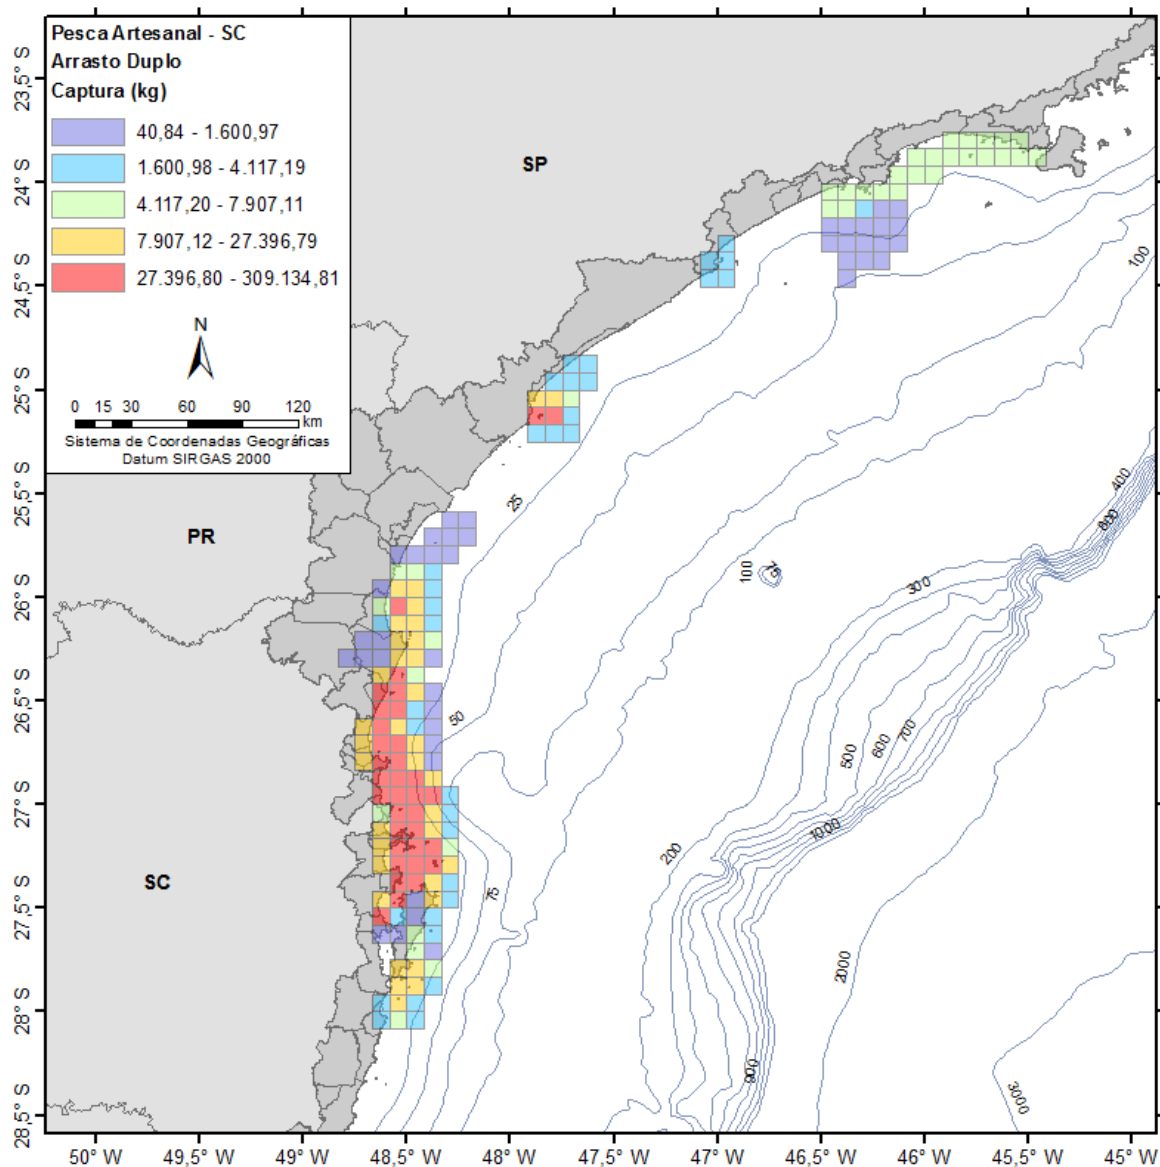 Pesca Artesanal - SC
Arrasto Duplo
Captura (kg)
40,84 - 1.600,97
1.600,98 - 4.117,19
4.117,20 - 7.907,11
7.907,12 - 27.396,79
27.396,80 - 309.134,81
N
0 15 30 60 90 120
km
Sistema de Coordenadas Geográficas
Datum SIRGAS 2000
SP
PR
SC
23,5° S
24° S
24,5° S
25° S
25,5° S
26° S
26,5° S
27° S
27,5° S
28° S
28,5° S
100
25
400
800
100
75
300
50
500
600
700
1000
200
75
2000
900
3000
50° W
49,5° W
49° W
48,5° W
48° W
47,5° W
47° W
46,5° W
46° W
45,5° W
45° W